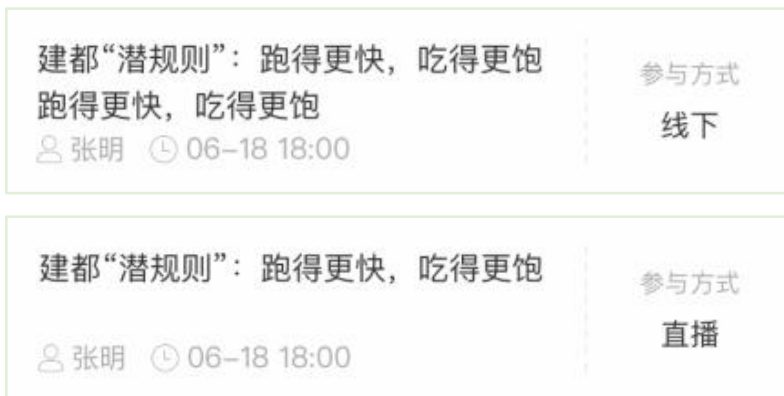 建都“潜规则”：跑得更快，吃得更饱
跑得更快，吃得更饱
张明 06-18 18:00
参与方式
线下
建都“潜规则”：跑得更快，吃得更饱
张明 06-18 18:00
参与方式
直播